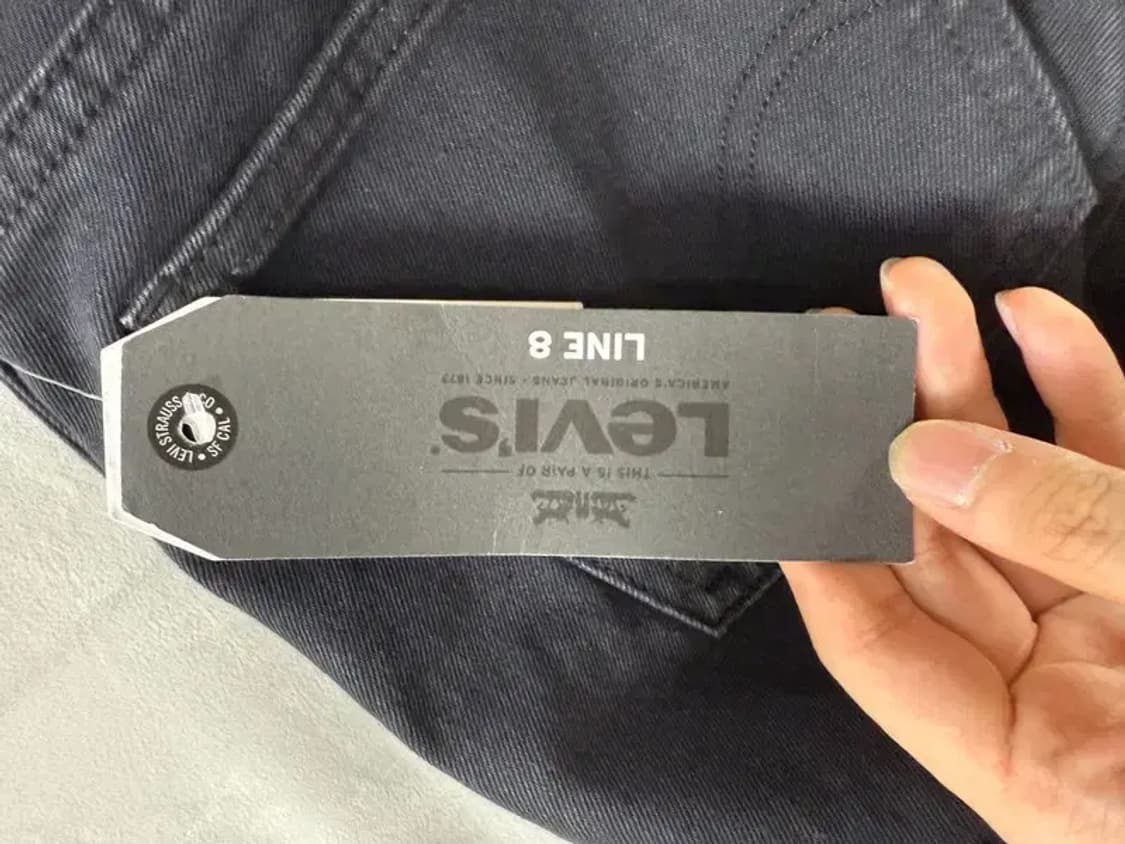 THIS IS A PAIR OF
LeVI'S
AMERICA'S ORIGINAL JEANS · SINCE 1873
LINE 8
LEVI STRAUSS CO • SF CAL •